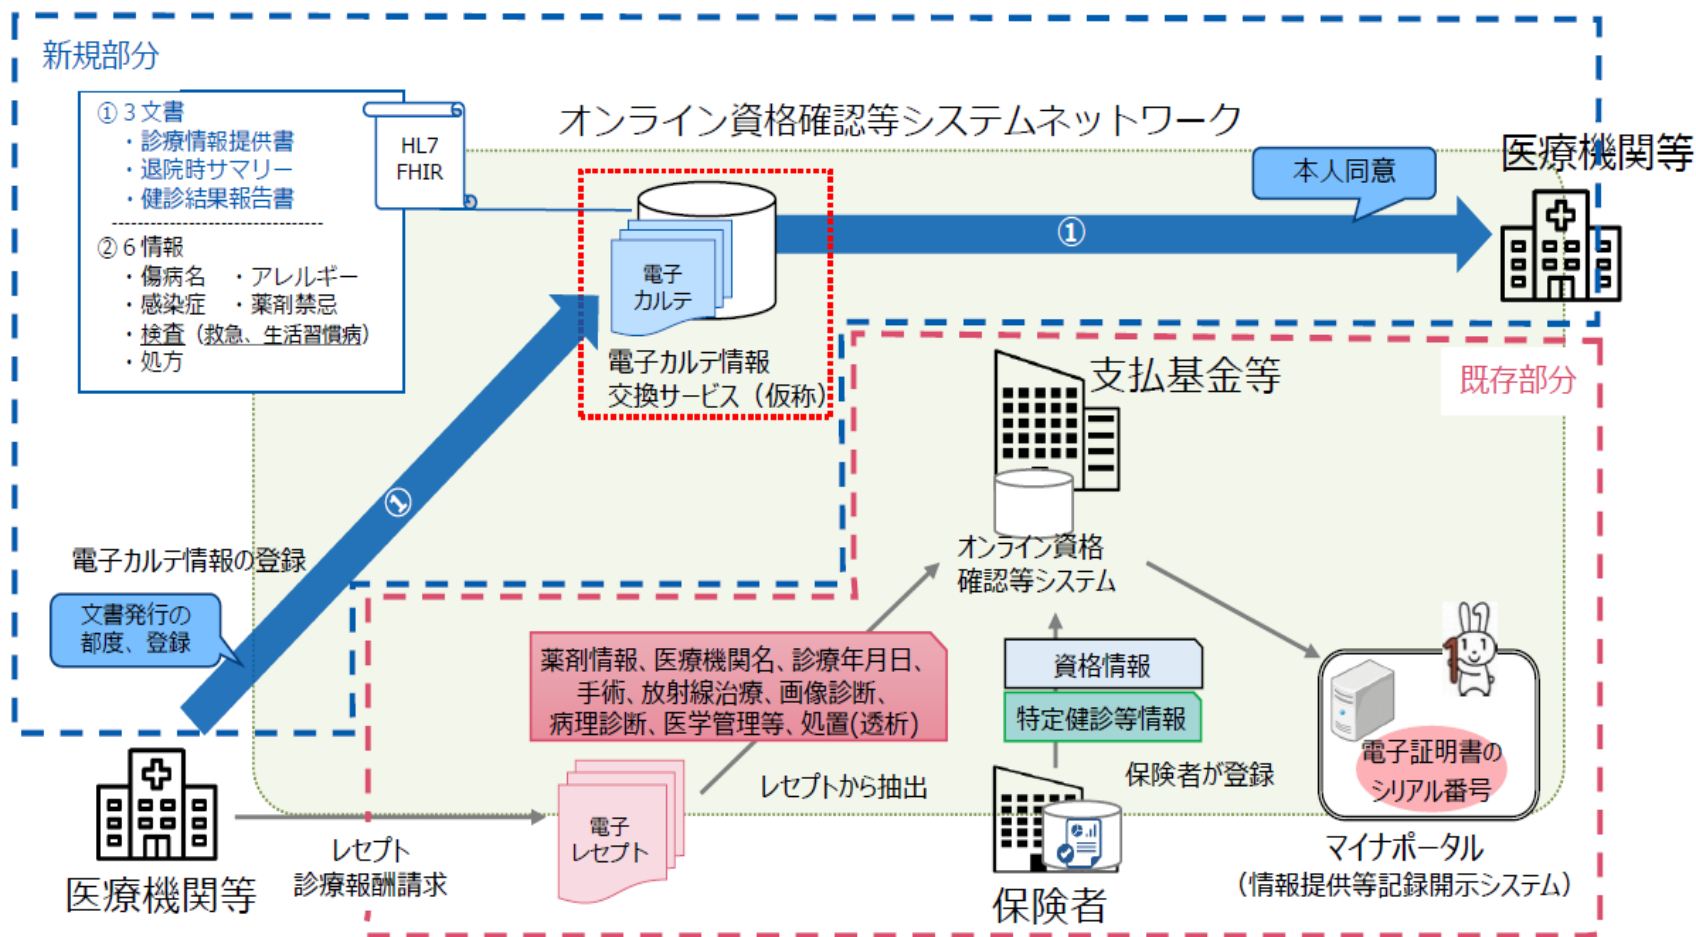 新規部分
①３文書
・診療情報提供書
・退院時サマリー
・健診結果報告書
②６情報
・傷病名　・アレルギー
・感染症　・薬剤禁忌
・検査（救急、生活習慣病）
・処方
HL7
FHIR
オンライン資格確認等システムネットワーク
本人同意
医療機関等
①
電子
カルテ
電子カルテ情報
交換サービス（仮称）
①
電子カルテ情報の登録
文書発行の
都度、登録
医療機関等
既存部分
支払基金等
オンライン資格
確認等システム
薬剤情報、医療機関名、診療年月日、
手術、放射線治療、画像診断、
病理診断、医学管理等、処置(透析)
資格情報
特定健診等情報
レセプトから抽出
保険者が登録
電子
レセプト
レセプト
診療報酬請求
保険者
1
電子証明書の
シリアル番号
マイナポータル
（情報提供等記録開示システム）